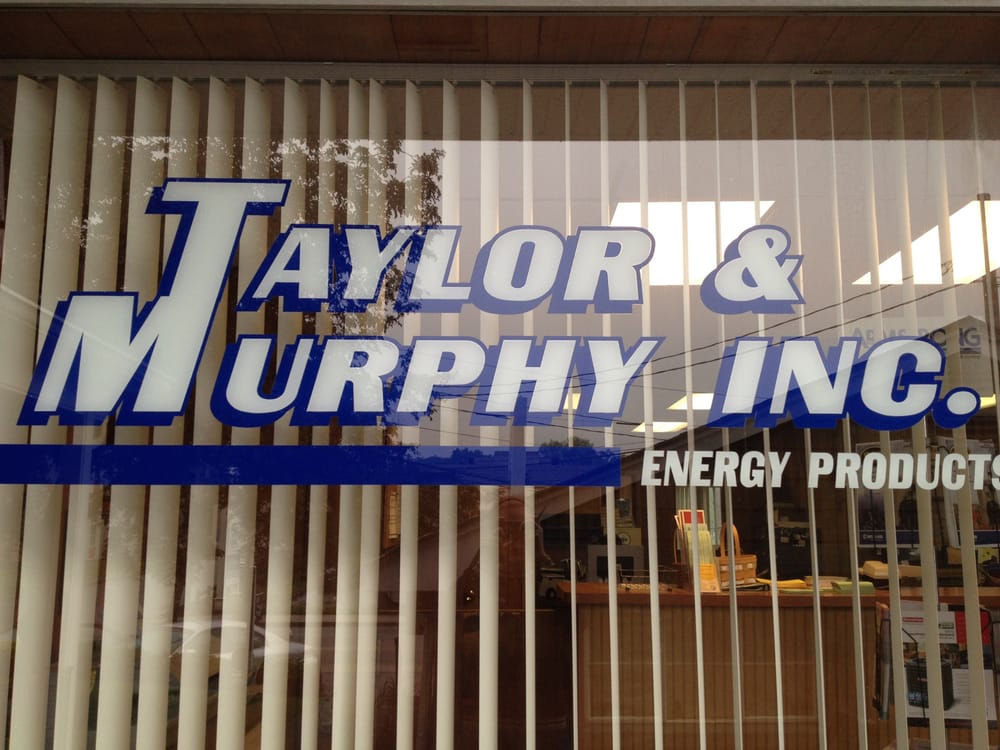 TAYLOR &
MURPHY INC.
ENERGY PRODUCTS